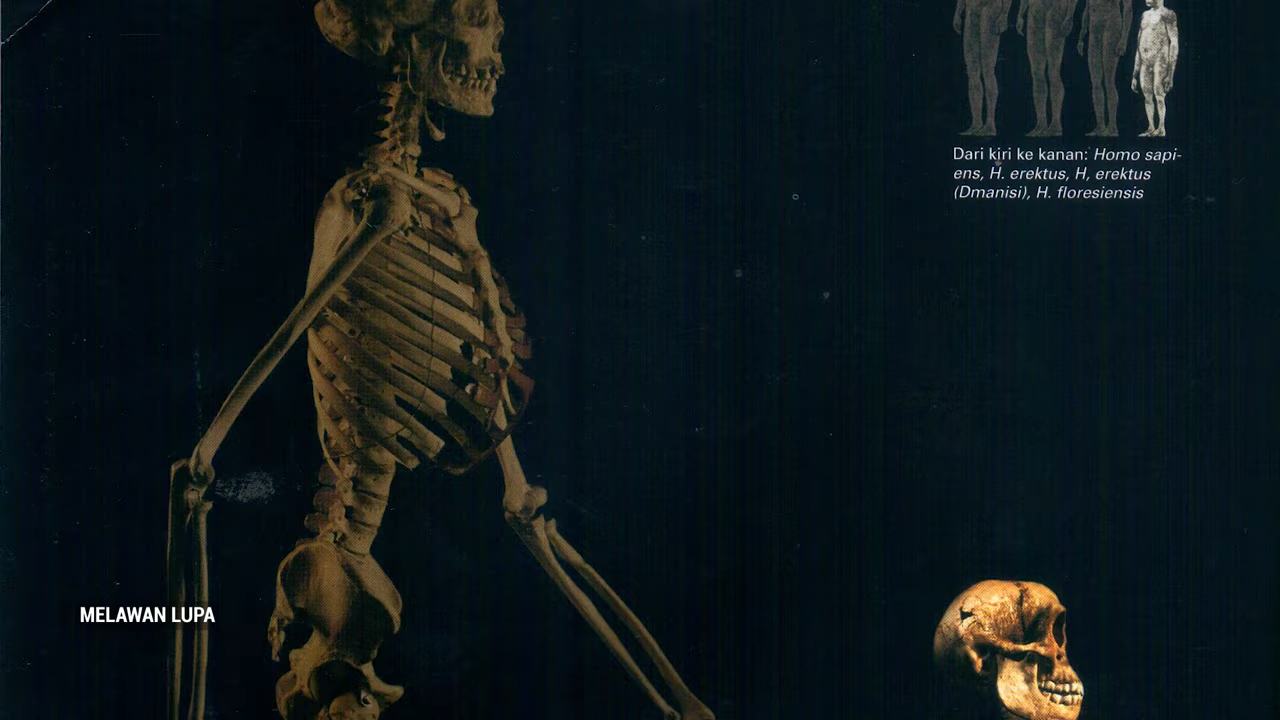 Dari kiri ke kanan: Homo sapi-
ens, H. erektus, H, erektus
(Dmanisi), H. floresiensis
MELAWAN LUPA